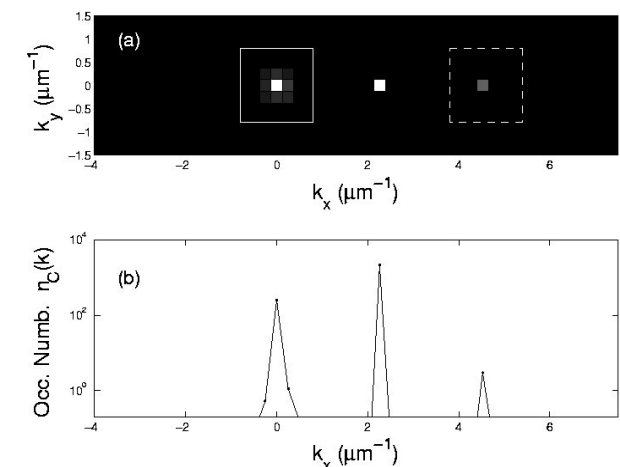 1.5
1
0.5
0
-0.5
-1
-1.5
k_y (μm⁻¹)
(a)
-4 -2 0 2 4 6
k_x (μm⁻¹)
10⁴
10²
10⁰
Occ. Numb. n_C(k)
(b)
-4 -2 0 2 4 6
k_x (μm⁻¹)